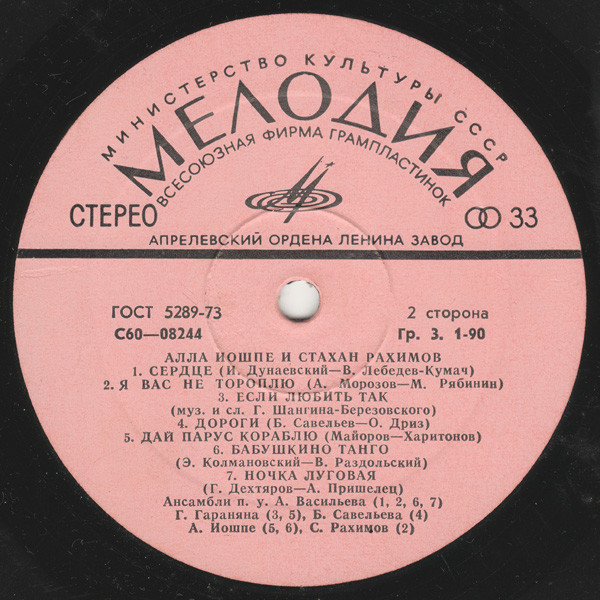 МИНИСТЕРСТВО КУЛЬТУРЫ СССР
МЕЛОДИЯ
ВСЕСОЮЗНАЯ ФИРМА ГРАМПЛАСТИНОК
СТЕРЕО
33
АПРЕЛЕВСКИЙ ОРДЕНА ЛЕНИНА ЗАВОД
ГОСТ 5289-73 2 сторона
С60—08244 Гр. 3. 1-90
АЛЛА ИОШПЕ И СТАХАН РАХИМОВ
1. СЕРДЦЕ (И. Дунаевский—В. Лебедев-Кумач)
2. Я ВАС НЕ ТОРОПЛЮ (А. Морозов—М. Рябинин)
3. ЕСЛИ ЛЮБИТЬ ТАК
(муз. и сл. Г. Шангина-Березовского)
4. ДОРОГИ (Б. Савельев—О. Дриз)
5. ДАЙ ПАРУС КОРАБЛЮ (Майоров—Харитонов)
6. БАБУШКИНО ТАНГО
(Э. Колмановский—В. Раздольский)
7. НОЧКА ЛУГОВАЯ
(Г. Дехтяров—А. Пришелец)
Ансамбли п. у. А. Васильева (1, 2, 6, 7)
Г. Гараняна (3, 5), Б. Савельева (4)
А. Иошпе (5, 6), С. Рахимов (2)